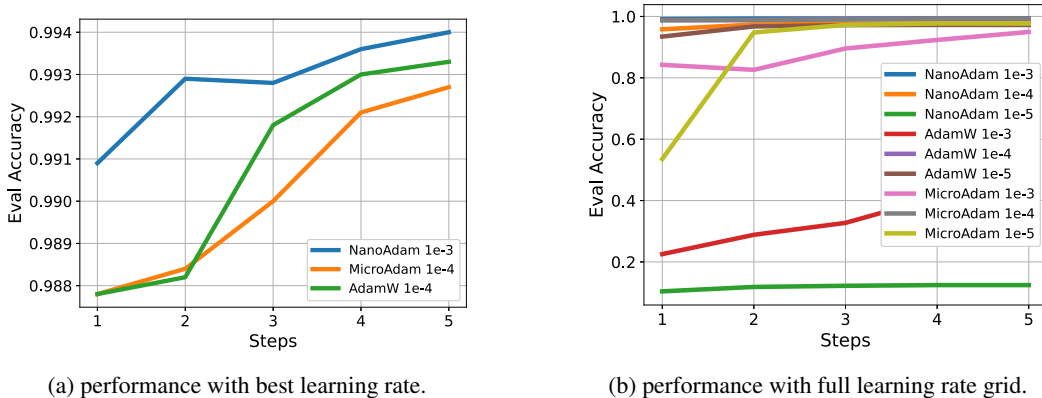 0.994
0.993
0.992
0.991
0.990
0.989
0.988
Eval Accuracy
NanoAdam 1e-3
MicroAdam 1e-4
AdamW 1e-4
1 2 3 4 5
Steps
(a) performance with best learning rate.
1.0
0.8
0.6
0.4
0.2
Eval Accuracy
NanoAdam 1e-3
NanoAdam 1e-4
NanoAdam 1e-5
AdamW 1e-3
AdamW 1e-4
AdamW 1e-5
MicroAdam 1e-3
MicroAdam 1e-4
MicroAdam 1e-5
1 2 3 4 5
Steps
(b) performance with full learning rate grid.